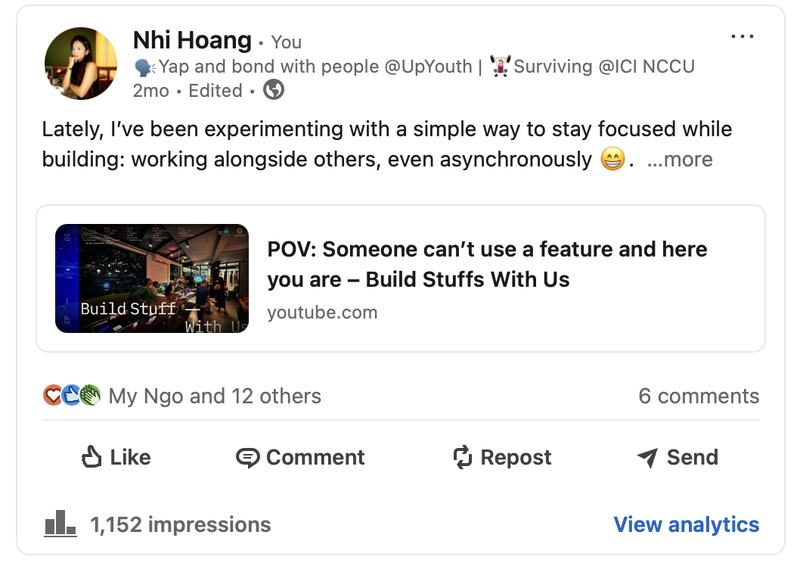 Nhi Hoang • You
🗣️Yap and bond with people @UpYouth | 🏋️Surviving @ICI NCCU
2mo • Edited •
Lately, I’ve been experimenting with a simple way to stay focused while
building: working alongside others, even asynchronously 😁. ...more
Build Stuff —
With Us
POV: Someone can’t use a feature and here
you are – Build Stuffs With Us
youtube.com
My Ngo and 12 others
6 comments
Like
Comment
Repost
Send
1,152 impressions
View analytics